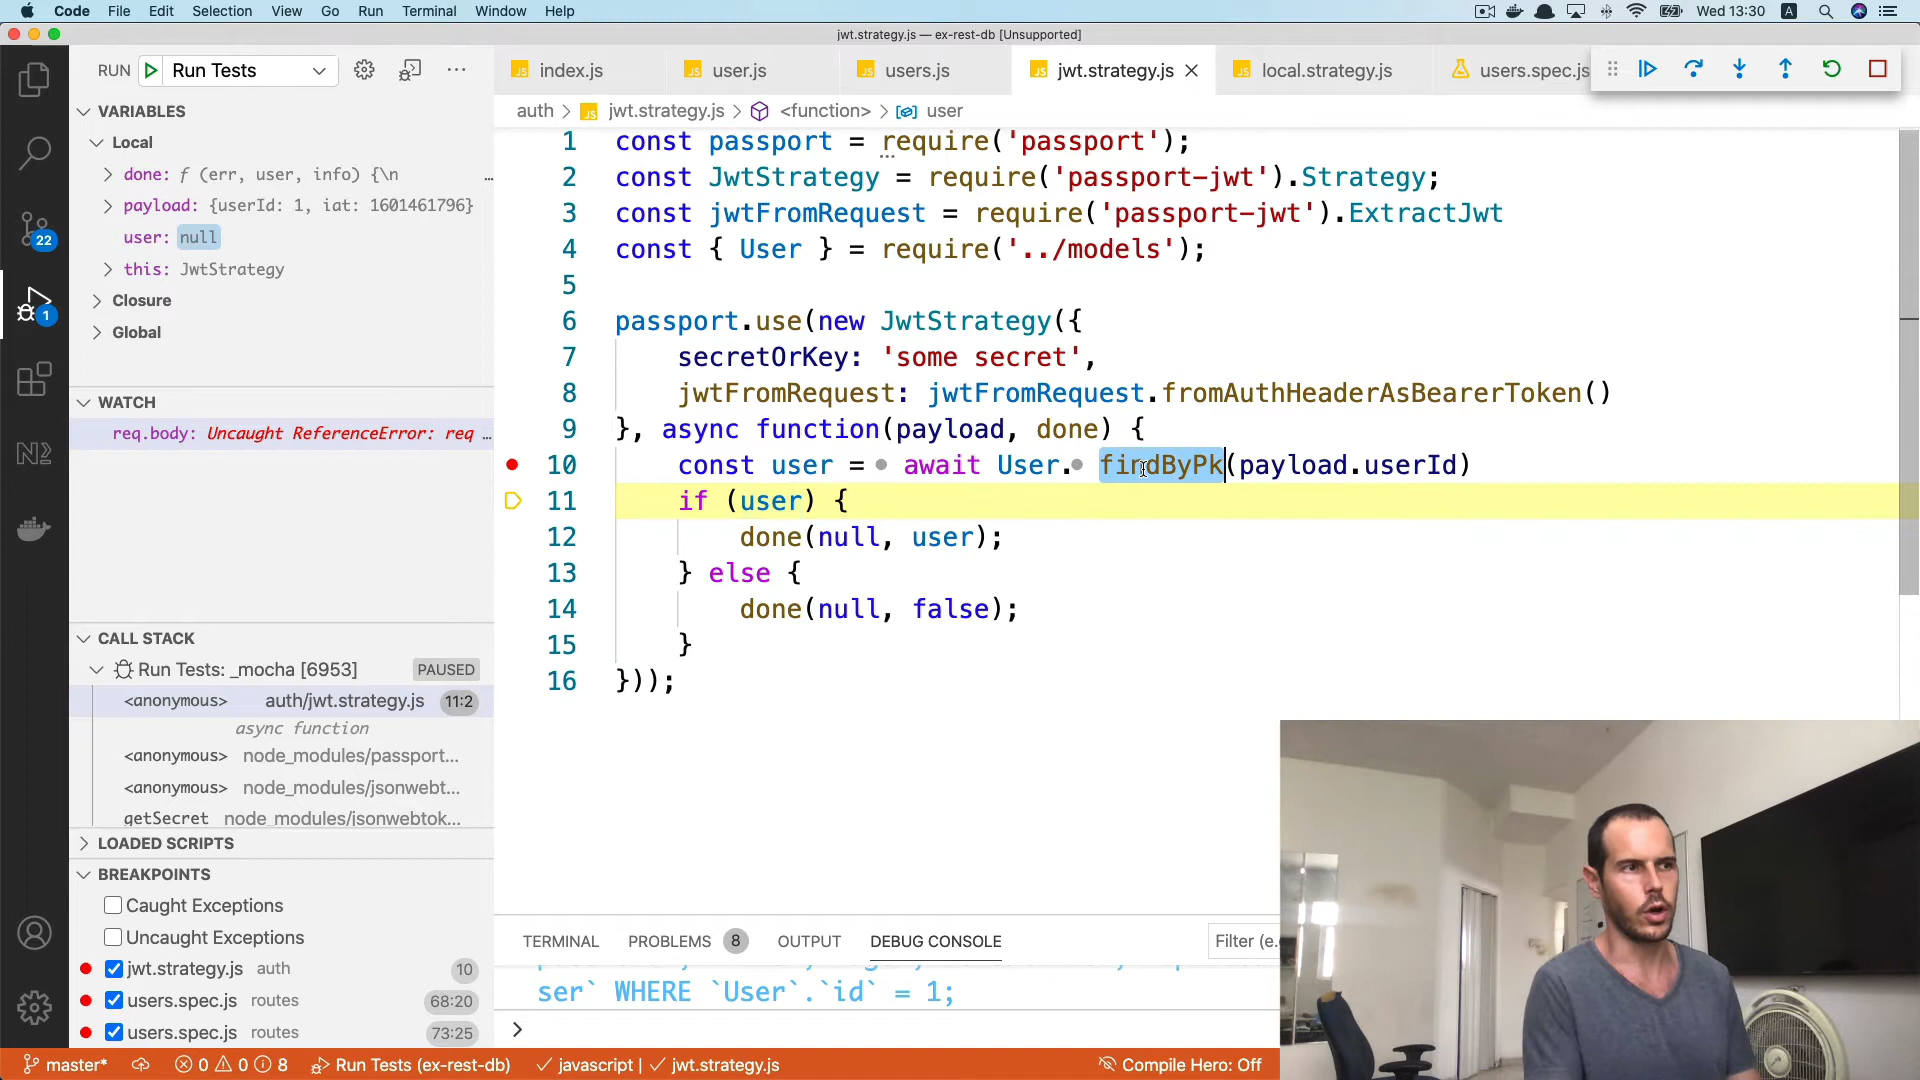 Code File Edit Selection View Go Run Terminal Window Help Wed 13:30 A
jwt.strategy.js — ex-rest-db [Unsupported]
RUN Run Tests
index.js user.js users.js jwt.strategy.js local.strategy.js users.spec.js
auth > jwt.strategy.js > <function> > user
VARIABLES
Local
done: f (err, user, info) {\n …
payload: {userId: 1, iat: 1601461796}
user: null
this: JwtStrategy
Closure
Global
WATCH
req.body: Uncaught ReferenceError: req …
CALL STACK
Run Tests: _mocha [6953] PAUSED
<anonymous> auth/jwt.strategy.js 11:2
async function
<anonymous> node_modules/passport...
<anonymous> node_modules/jsonwebt...
getSecret node_modules/jsonwebtok...
LOADED SCRIPTS
BREAKPOINTS
Caught Exceptions
Uncaught Exceptions
jwt.strategy.js auth 10
users.spec.js routes 68:20
users.spec.js routes 73:25
22
1
1 const passport = require('passport');
2 const JwtStrategy = require('passport-jwt').Strategy;
3 const jwtFromRequest = require('passport-jwt').ExtractJwt
4 const { User } = require('../models');
5
6 passport.use(new JwtStrategy({
7 secretOrKey: 'some secret',
8 jwtFromRequest: jwtFromRequest.fromAuthHeaderAsBearerToken()
9 }, async function(payload, done) {
10 const user = await User. findByPk(payload.userId)
11 if (user) {
12 done(null, user);
13 } else {
14 done(null, false);
15 }
16 }));
TERMINAL PROBLEMS 8 OUTPUT DEBUG CONSOLE Filter (e.
ser` WHERE `User`.`id` = 1;
>
master* 0 0 8 Run Tests (ex-rest-db) javascript | jwt.strategy.js Compile Hero: Off